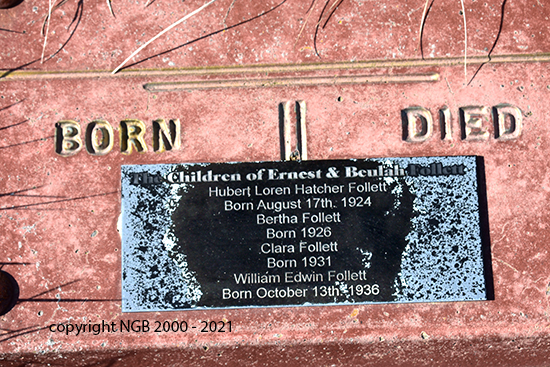 BORN DIED
The Children of Ernest & Beulah Follett
Hubert Loren Hatcher Follett
Born August 17th. 1924
Bertha Follett
Born 1926
Clara Follett
Born 1931
William Edwin Follett
Born October 13th. 1936
copyright NGB 2000 - 2021